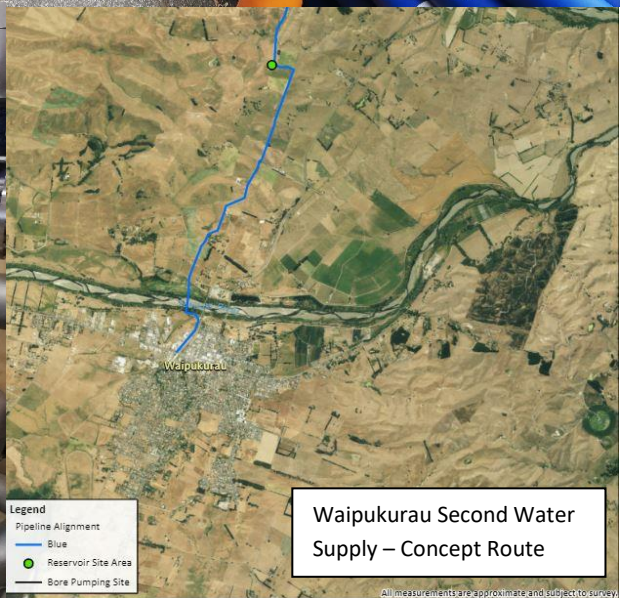 Waipukurau
Legend
Pipeline Alignment
Blue
Reservoir Site Area
Bore Pumping Site
Waipukurau Second Water
Supply – Concept Route
All measurements are approximate and subject to survey.